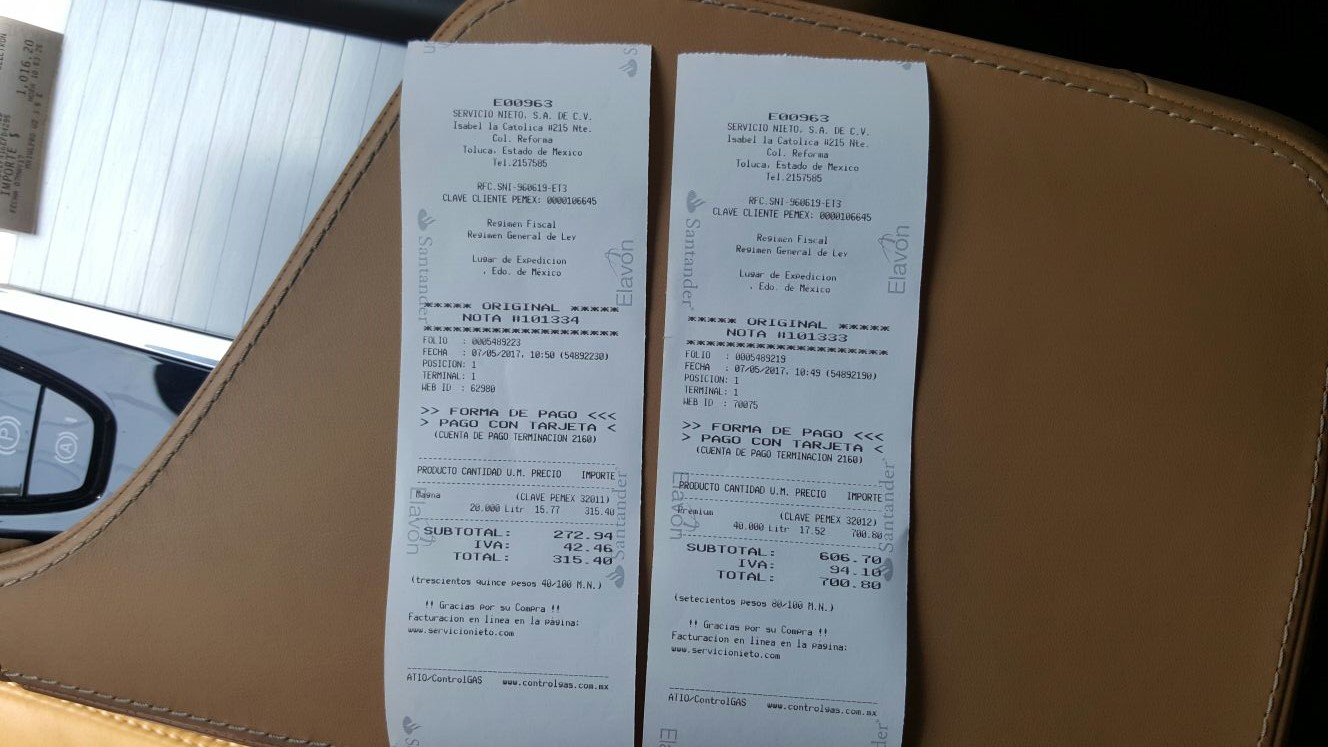 1,016.20
IMPORTE $
E00963
SERVICIO NIETO, S.A. DE C.V.
Isabel la Catolica #215 Nte.
Col. Reforma
Toluca, Estado de Mexico
Tel.2157585
RFC.SNI-960619-ET3
CLAVE CLIENTE PEMEX: 0000106645
Regimen Fiscal
Regimen General de Ley
Lugar de Expedicion
, Edo. de Mexico
***** ORIGINAL *****
NOTA #101334
********************
FOLIO : 0005489223
FECHA : 07/05/2017, 10:50 (54892230)
POSICION: 1
TERMINAL: 1
WEB ID : 62980
>> FORMA DE PAGO <<<
> PAGO CON TARJETA <
(CUENTA DE PAGO TERMINACION 2160)
PRODUCTO CANTIDAD U.M. PRECIO IMPORTE
Magna (CLAVE PEMEX 32011)
20.000 Litr 15.77 315.40
SUBTOTAL: 272.94
IVA: 42.46
TOTAL: 315.40
(trescientos quince pesos 40/100 M.N.)
!! Gracias por su Compra !!
Facturacion en linea en la pagina:
www.servicionieto.com
ATIO/ControlGAS www.controlgas.com.mx
Santander
Elavon
Elavon
Santander
E00963
SERVICIO NIETO, S.A. DE C.V.
Isabel la Catolica #215 Nte.
Col. Reforma
Toluca, Estado de Mexico
Tel.2157585
RFC.SNI-960619-ET3
CLAVE CLIENTE PEMEX: 0000106645
Regimen Fiscal
Regimen General de Ley
Lugar de Expedicion
, Edo. de Mexico
***** ORIGINAL *****
NOTA #101333
********************
FOLIO : 0005489219
FECHA : 07/05/2017, 10:49 (54892190)
POSICION: 1
TERMINAL: 1
WEB ID : 70075
>> FORMA DE PAGO <<<
> PAGO CON TARJETA <
(CUENTA DE PAGO TERMINACION 2160)
PRODUCTO CANTIDAD U.M. PRECIO IMPORTE
Premium (CLAVE PEMEX 32012)
40.000 Litr 17.52 700.80
SUBTOTAL: 606.70
IVA: 94.10
TOTAL: 700.80
(setecientos pesos 80/100 M.N.)
!! Gracias por su Compra !!
Facturacion en linea en la pagina:
www.servicionieto.com
ATIO/ControlGAS www.controlgas.com.mx
Santander
Elavon
Elavon
Santander